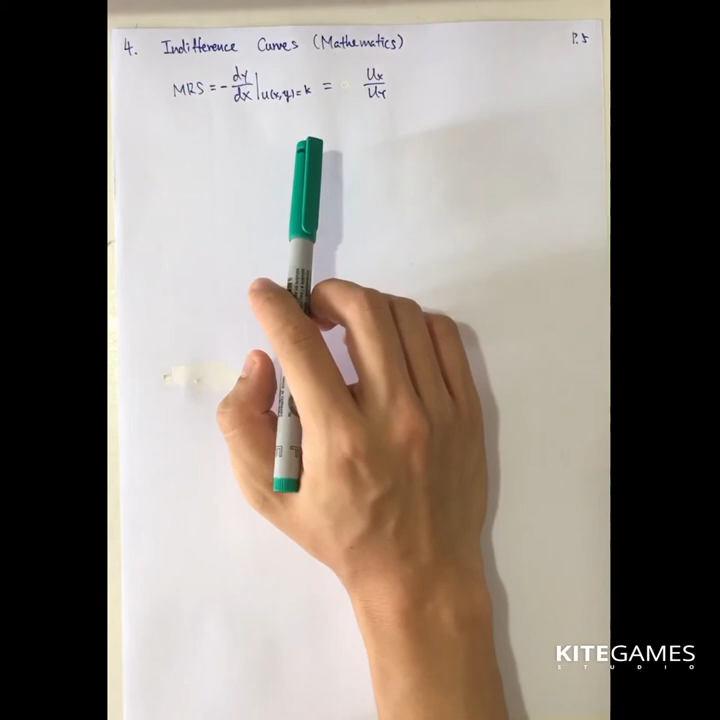 4. Indifference Curves (Mathematics) P.5
MRS = - dy/dx | u(x,y)=k = Ux/Uy
KITEGAMES
STUDIO